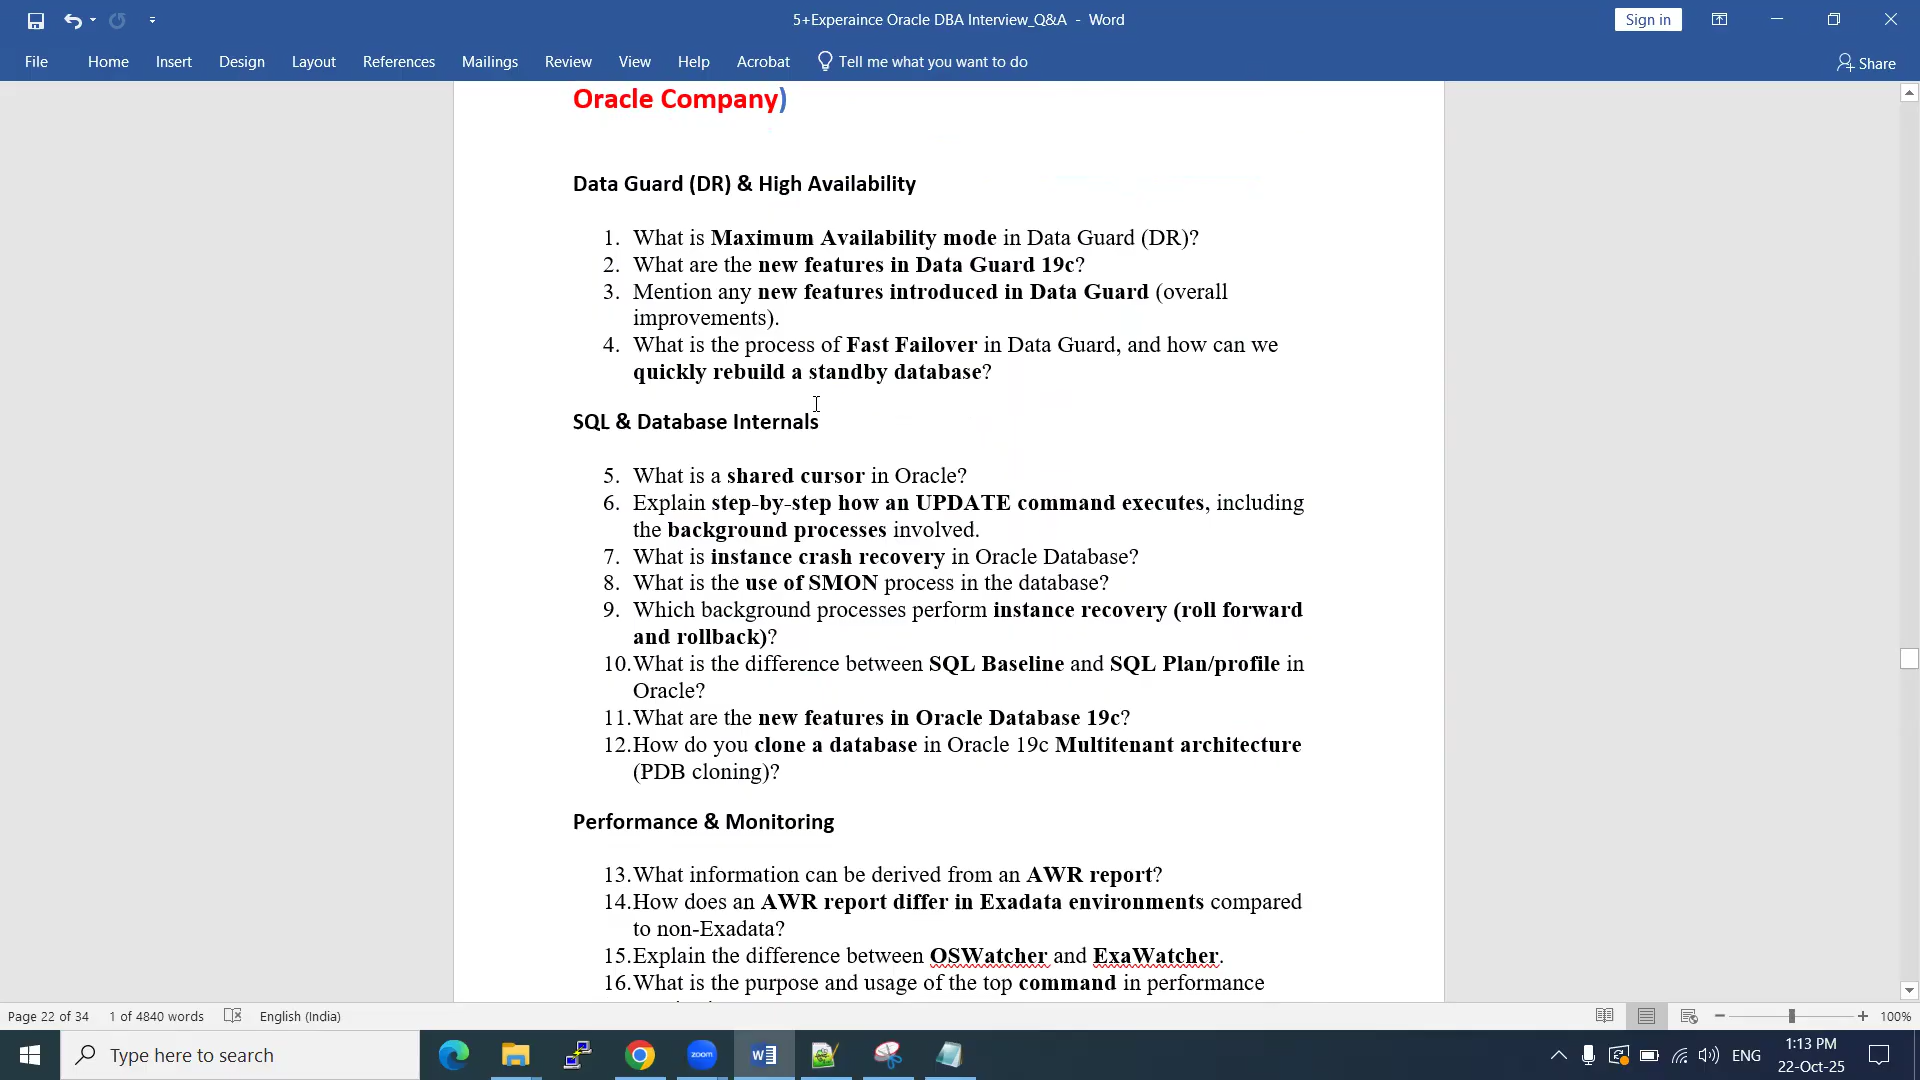 5+Experaince Oracle DBA Interview_Q&A - Word
Sign in
File Home Insert Design Layout References Mailings Review View Help Acrobat Tell me what you want to do
Share
Oracle Company)
Data Guard (DR) & High Availability
1. What is Maximum Availability mode in Data Guard (DR)?
2. What are the new features in Data Guard 19c?
3. Mention any new features introduced in Data Guard (overall
improvements).
4. What is the process of Fast Failover in Data Guard, and how can we
quickly rebuild a standby database?
SQL & Database Internals
5. What is a shared cursor in Oracle?
6. Explain step-by-step how an UPDATE command executes, including
the background processes involved.
7. What is instance crash recovery in Oracle Database?
8. What is the use of SMON process in the database?
9. Which background processes perform instance recovery (roll forward
and rollback)?
10.What is the difference between SQL Baseline and SQL Plan/profile in
Oracle?
11.What are the new features in Oracle Database 19c?
12.How do you clone a database in Oracle 19c Multitenant architecture
(PDB cloning)?
Performance & Monitoring
13.What information can be derived from an AWR report?
14.How does an AWR report differ in Exadata environments compared
to non-Exadata?
15.Explain the difference between OSWatcher and ExaWatcher.
16.What is the purpose and usage of the top command in performance
Page 22 of 34 1 of 4840 words English (India)
100%
Type here to search
zoom
ENG
1:13 PM
22-Oct-25